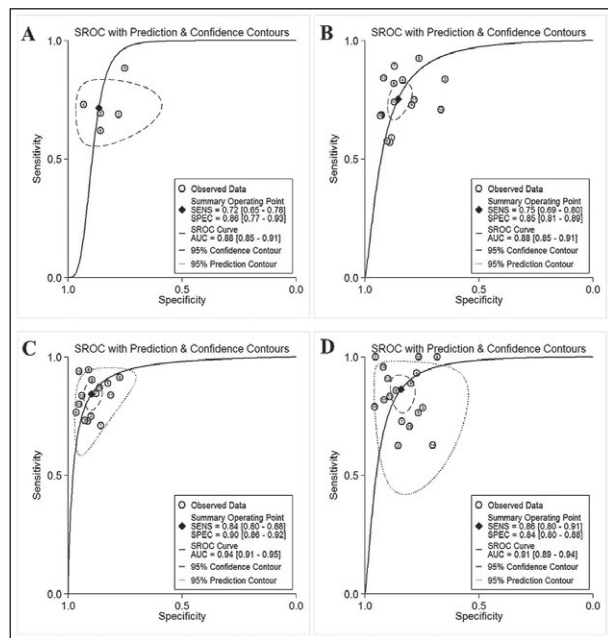 A
SROC with Prediction & Confidence Contours
1.0
0.5
0.0
Sensitivity
Observed Data
Summary Operating Point
SENS = 0.72 [0.65 - 0.78]
SPEC = 0.86 [0.77 - 0.93]
SROC Curve
AUC = 0.88 [0.85 - 0.91]
95% Confidence Contour
95% Prediction Contour
1.0
0.5
0.0
Specificity
B
SROC with Prediction & Confidence Contours
1.0
0.5
0.0
Sensitivity
Observed Data
Summary Operating Point
SENS = 0.75 [0.69 - 0.80]
SPEC = 0.85 [0.81 - 0.89]
SROC Curve
AUC = 0.88 [0.85 - 0.91]
95% Confidence Contour
95% Prediction Contour
1.0
0.5
0.0
Specificity
C
SROC with Prediction & Confidence Contours
1.0
0.5
0.0
Sensitivity
Observed Data
Summary Operating Point
SENS = 0.84 [0.80 - 0.88]
SPEC = 0.90 [0.86 - 0.92]
SROC Curve
AUC = 0.94 [0.91 - 0.95]
95% Confidence Contour
95% Prediction Contour
1.0
0.5
0.0
Specificity
D
SROC with Prediction & Confidence Contours
1.0
0.5
0.0
Sensitivity
Observed Data
Summary Operating Point
SENS = 0.86 [0.80 - 0.91]
SPEC = 0.84 [0.80 - 0.88]
SROC Curve
AUC = 0.91 [0.89 - 0.94]
95% Confidence Contour
95% Prediction Contour
1.0
0.5
0.0
Specificity